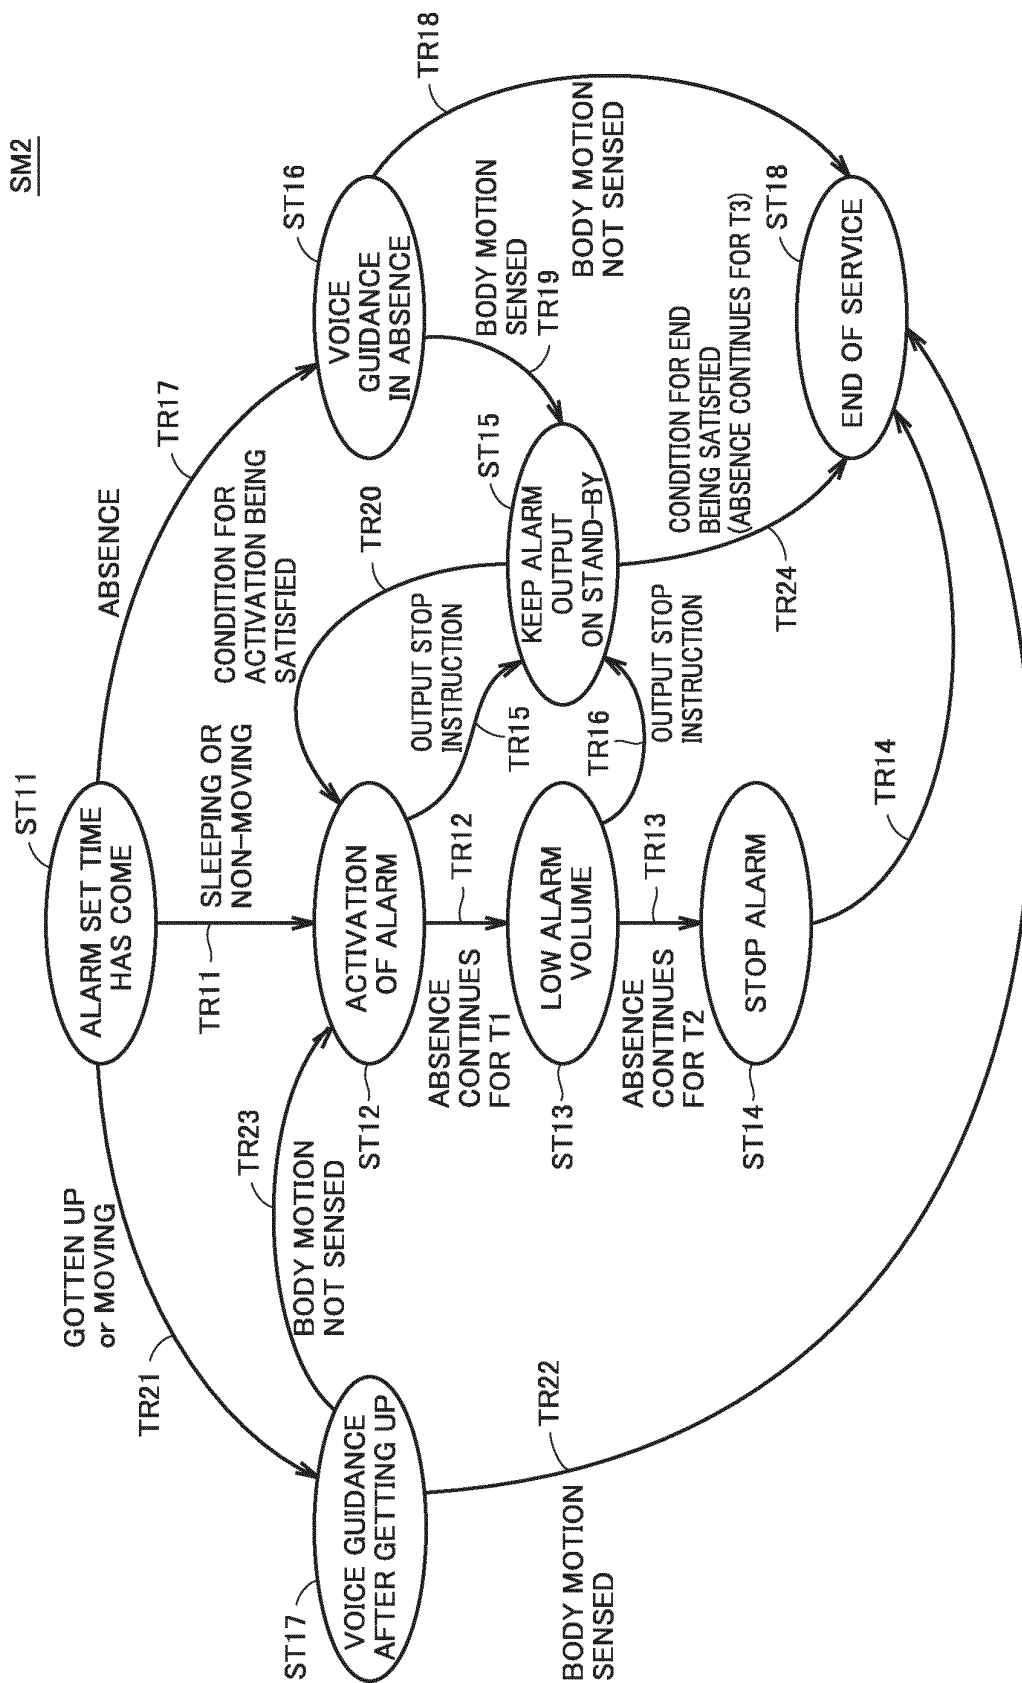 SM2
ST11
ALARM SET TIME
HAS COME
GOTTEN UP
or MOVING
TR21
TR11
SLEEPING OR
NON-MOVING
ABSENCE
TR17
ST17
VOICE GUIDANCE
AFTER GETTING UP
TR23
BODY MOTION
NOT SENSED
ST12
ACTIVATION
OF ALARM
CONDITION FOR
ACTIVATION BEING
SATISFIED
TR20
ST16
VOICE
GUIDANCE
IN ABSENCE
TR18
ABSENCE
CONTINUES
FOR T1
TR12
OUTPUT STOP
INSTRUCTION
TR15
BODY MOTION
SENSED
TR19
ST13
LOW ALARM
VOLUME
ST15
KEEP ALARM
OUTPUT
ON STAND-BY
BODY MOTION
NOT SENSED
TR22
BODY MOTION
SENSED
ABSENCE
CONTINUES
FOR T2
TR13
TR16
OUTPUT STOP
INSTRUCTION
CONDITION FOR END
BEING SATISFIED
(ABSENCE CONTINUES FOR T3)
TR24
ST14
STOP ALARM
TR14
ST18
END OF SERVICE